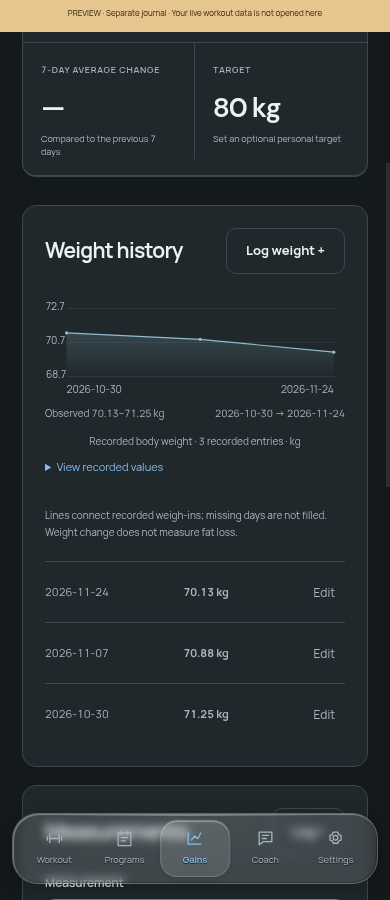 PREVIEW · Separate journal · Your live workout data is not opened here
7-DAY AVERAGE CHANGE
—
Compared to the previous 7
days
TARGET
80 kg
Set an optional personal target
Weight history
Log weight +
72.7
70.7
68.7
2026-10-30
2026-11-24
Observed 70.13–71.25 kg
2026-10-30 → 2026-11-24
Recorded body weight · 3 recorded entries · kg
▶ View recorded values
Lines connect recorded weigh-ins; missing days are not filled.
Weight change does not measure fat loss.
2026-11-24 70.13 kg Edit
2026-11-07 70.88 kg Edit
2026-10-30 71.25 kg Edit
Workout
Programs
Gains
Coach
Settings
Measurement